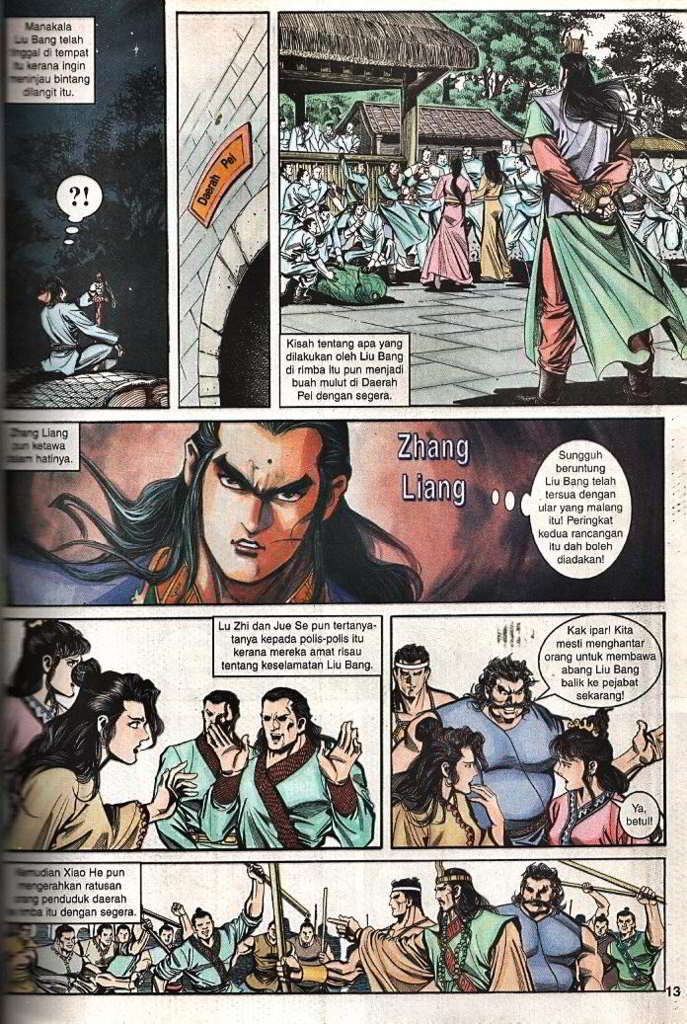 Manakala
Liu Bang telah
tinggal di tempat
itu kerana ingin
meninjau bintang
dilangit itu.
?!
Daerah Pei
Kisah tentang apa yang
dilakukan oleh Liu Bang
di rimba itu pun menjadi
buah mulut di Daerah
Pei dengan segera.
Zhang Liang
pun ketawa
dalam hatinya.
Zhang
Liang
Sungguh
beruntung
Liu Bang telah
tersua dengan
ular yang malang
itu! Peringkat
kedua rancangan
itu dah boleh
diadakan!
Lu Zhi dan Jue Se pun tertanya-
tanya kepada polis-polis itu
kerana mereka amat risau
tentang keselamatan Liu Bang.
Kak ipar! Kita
mesti menghantar
orang untuk membawa
abang Liu Bang
balik ke pejabat
sekarang!
Ya,
betul!
Kemudian Xiao He pun
mengerahkan ratusan
orang penduduk daerah
ke rimba itu dengan segera.
13